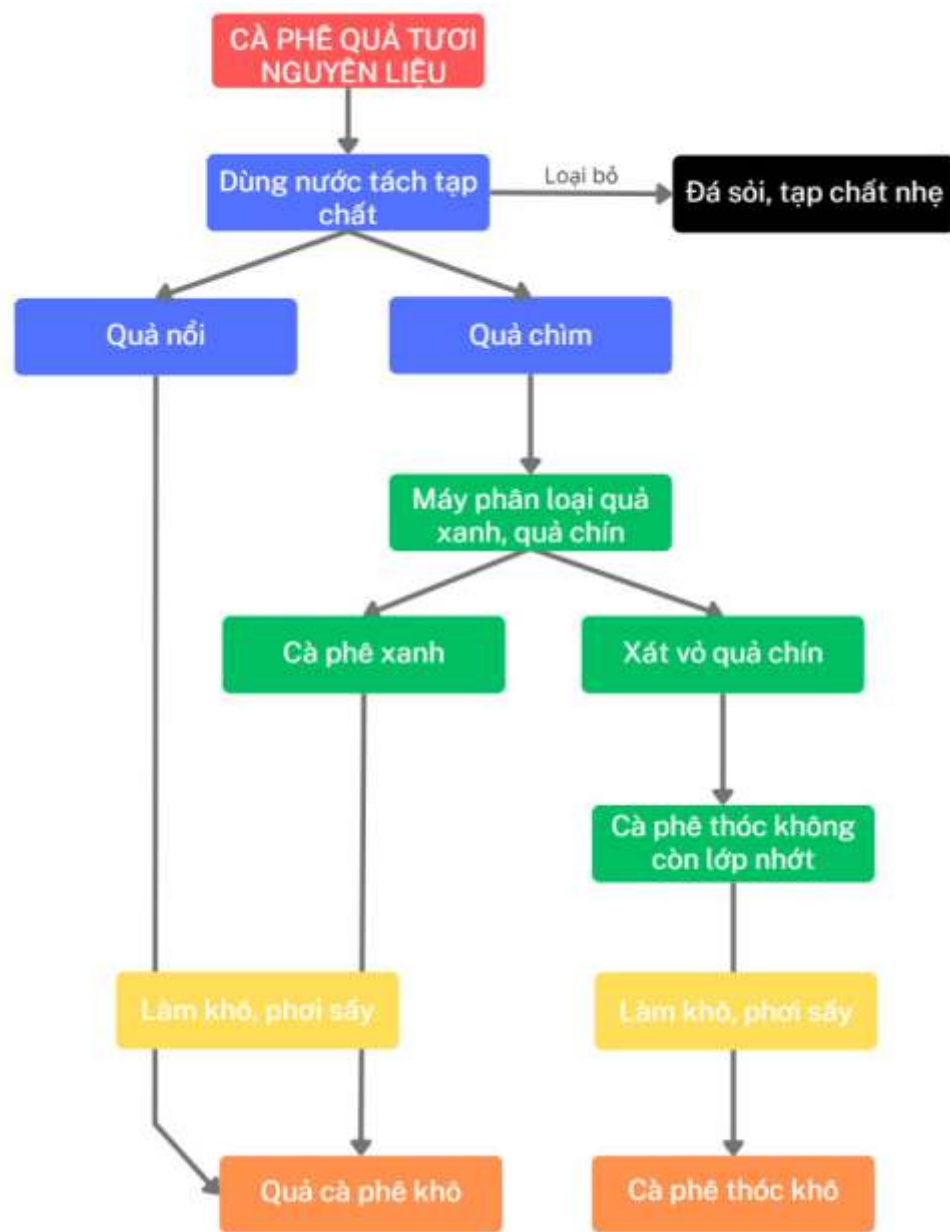 CÀ PHÊ QUẢ TƯƠI
NGUYÊN LIỆU
Dùng nước tách tạp
chất
Loại bỏ
Đá sỏi, tạp chất nhẹ
Quả nổi
Quả chìm
Máy phân loại quả
xanh, quả chín
Cà phê xanh
Xát vỏ quả chín
Cà phê thóc không
còn lớp nhớt
Làm khô, phơi sấy
Làm khô, phơi sấy
Quả cà phê khô
Cà phê thóc khô